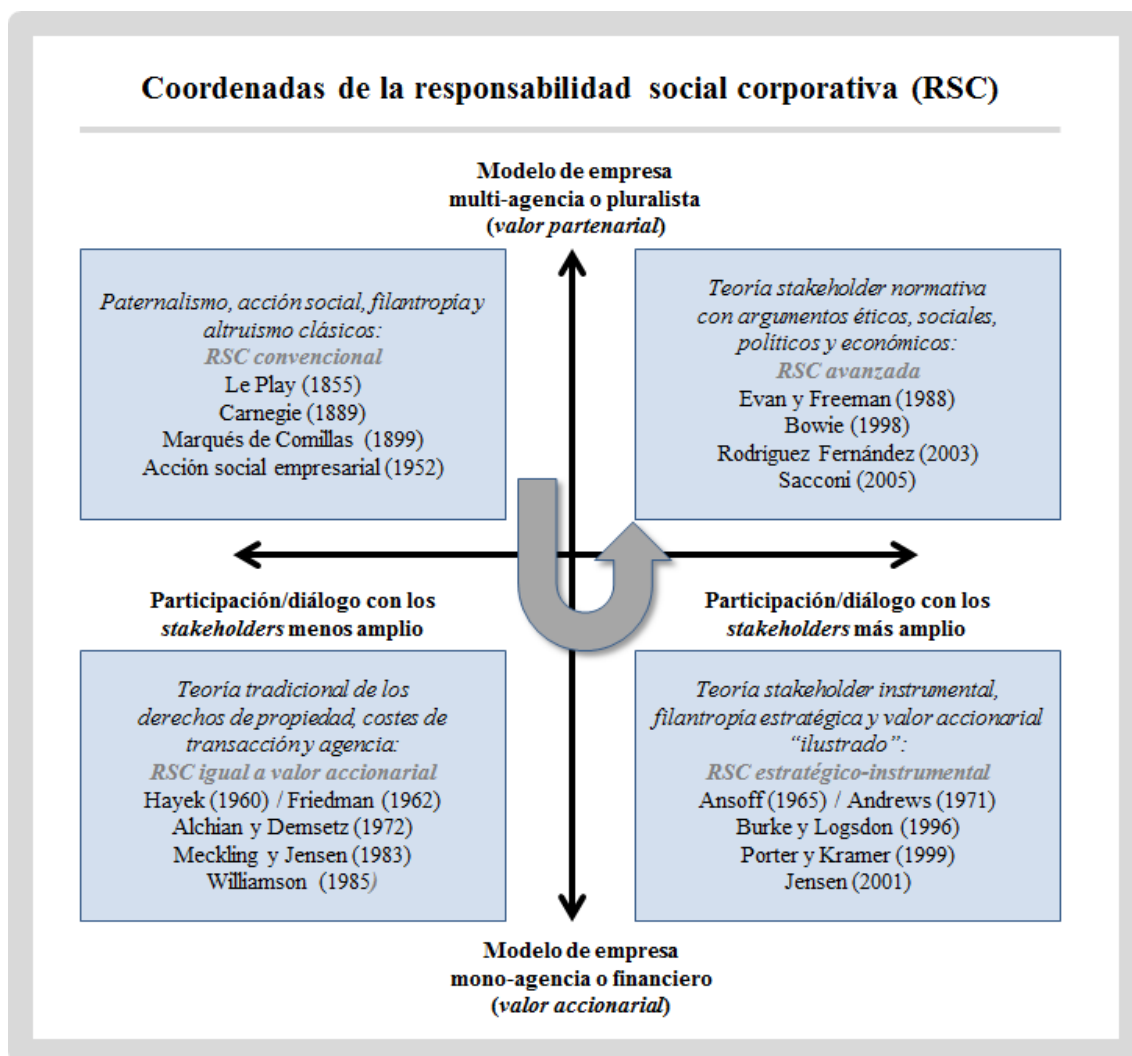 Coordenadas de la responsabilidad social corporativa (RSC)
Modelo de empresa
multi-agencia o pluralista
(valor partenarial)
Paternalismo, acción social, filantropía y
altruismo clásicos:
RSC convencional
Le Play (1855)
Carnegie (1889)
Marqués de Comillas (1899)
Acción social empresarial (1952)
Teoría stakeholder normativa
con argumentos éticos, sociales,
políticos y económicos:
RSC avanzada
Evan y Freeman (1988)
Bowie (1998)
Rodríguez Fernández (2003)
Sacconi (2005)
Participación/diálogo con los
stakeholders menos amplio
Participación/diálogo con los
stakeholders más amplio
Teoría tradicional de los
derechos de propiedad, costes de
transacción y agencia:
RSC igual a valor accionarial
Hayek (1960) / Friedman (1962)
Alchian y Demsetz (1972)
Meckling y Jensen (1983)
Williamson (1985)
Teoría stakeholder instrumental,
filantropía estratégica y valor accionarial
“ilustrado”:
RSC estratégico-instrumental
Ansoff (1965) / Andrews (1971)
Burke y Logsdon (1996)
Porter y Kramer (1999)
Jensen (2001)
Modelo de empresa
mono-agencia o financiero
(valor accionarial)